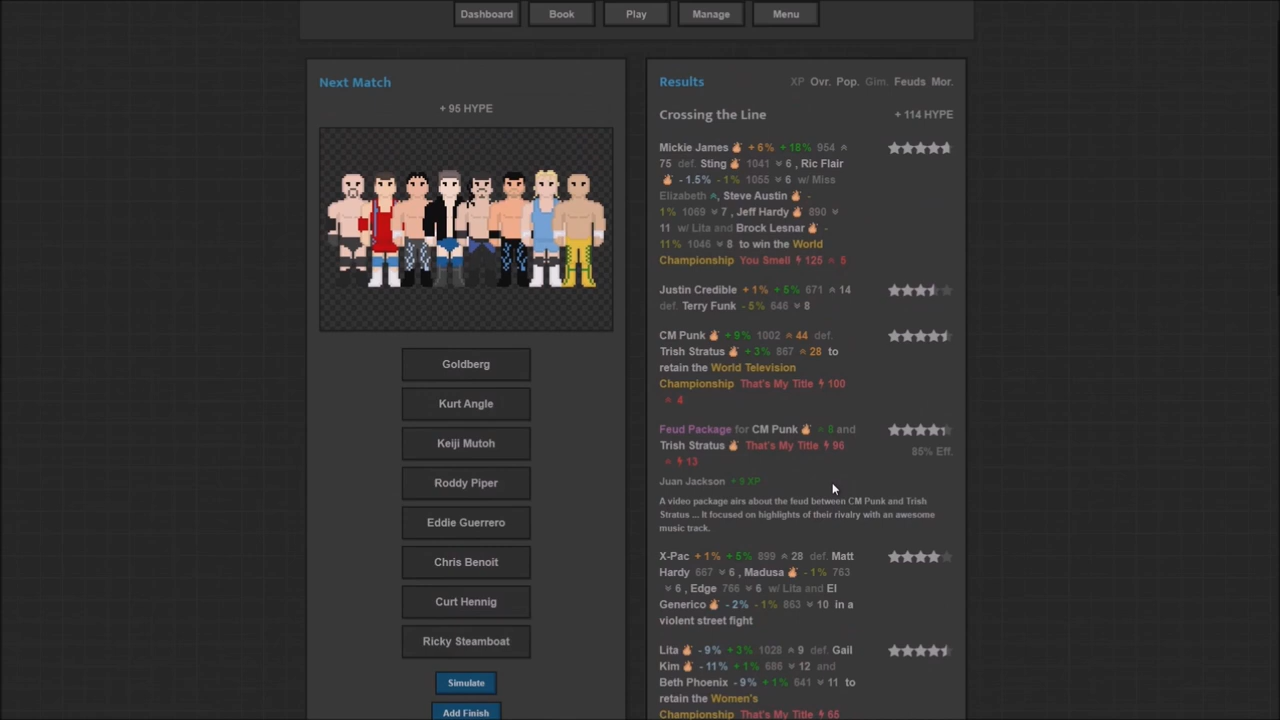 Dashboard
Book
Play
Manage
Menu
Next Match
+ 95 HYPE
Goldberg
Kurt Angle
Keiji Mutoh
Roddy Piper
Eddie Guerrero
Chris Benoit
Curt Hennig
Ricky Steamboat
Simulate
Add Finish
Results
XP Ovr. Pop. Gim. Feuds Mor.
Crossing the Line
+ 114 HYPE
Mickie James + 6% + 18% 954
75 def. Sting 1041 6 , Ric Flair
- 1.5% - 1% 1055 6 w/ Miss
Elizabeth , Steve Austin -
1% 1069 7 , Jeff Hardy 890
11 w/ Lita and Brock Lesnar -
11% 1046 8 to win the World
Championship You Smell 125 5
Justin Credible + 1% + 5% 671 14
def. Terry Funk - 5% 646 8
CM Punk + 9% 1002 44 def.
Trish Stratus + 3% 867 28 to
retain the World Television
Championship That's My Title 100
4
Feud Package for CM Punk 8 and
Trish Stratus That's My Title 96
13
85% Eff.
Juan Jackson + 8 XP
A video package airs about the feud between CM Punk and Trish
Stratus ... It focused on highlights of their rivalry with an awesome
music track.
X-Pac + 1% + 5% 899 28 def. Matt
Hardy 667 6 , Madusa - 1% 763
6 , Edge 766 6 w/ Lita and El
Generico - 2% - 1% 863 10 in a
violent street fight
Lita - 9% + 3% 1028 9 def. Gail
Kim - 11% + 1% 686 12 and
Beth Phoenix - 9% + 1% 641 11 to
retain the Women's
Championship That's My Title 65